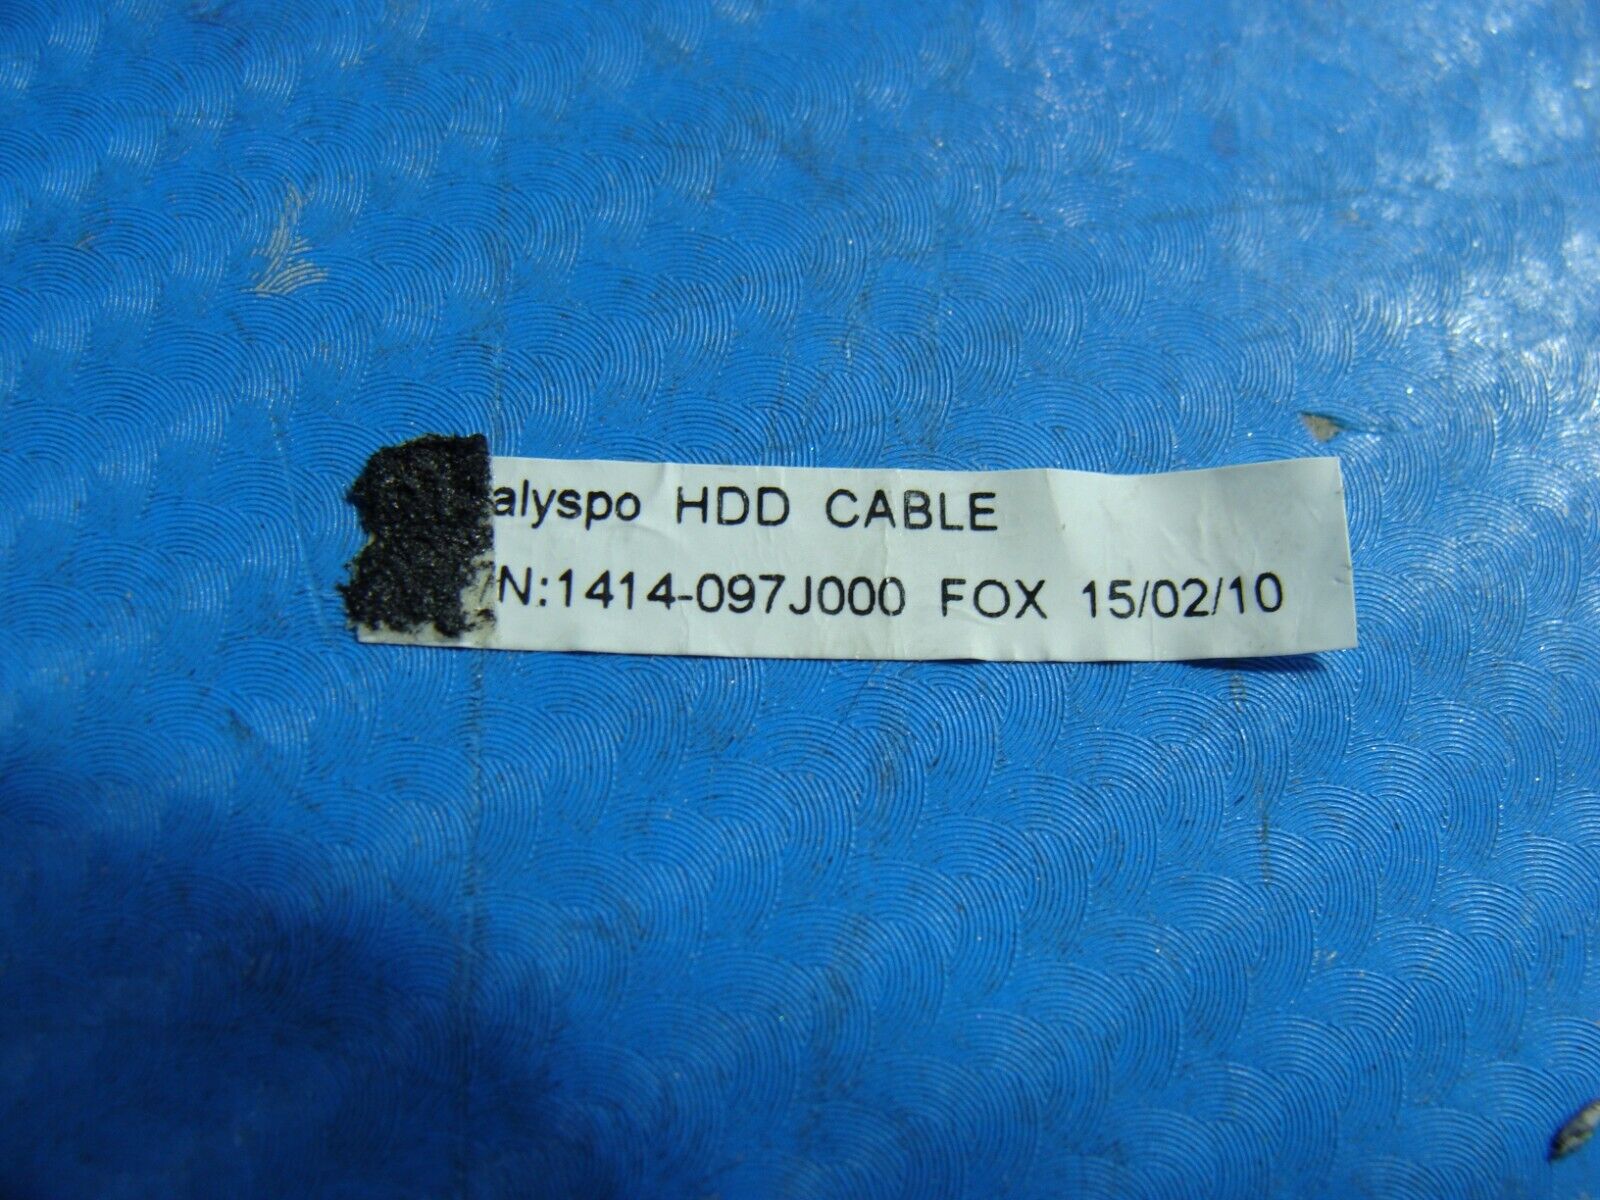 alyspo HDD CABLE
N:1414-097J000 FOX 15/02/10